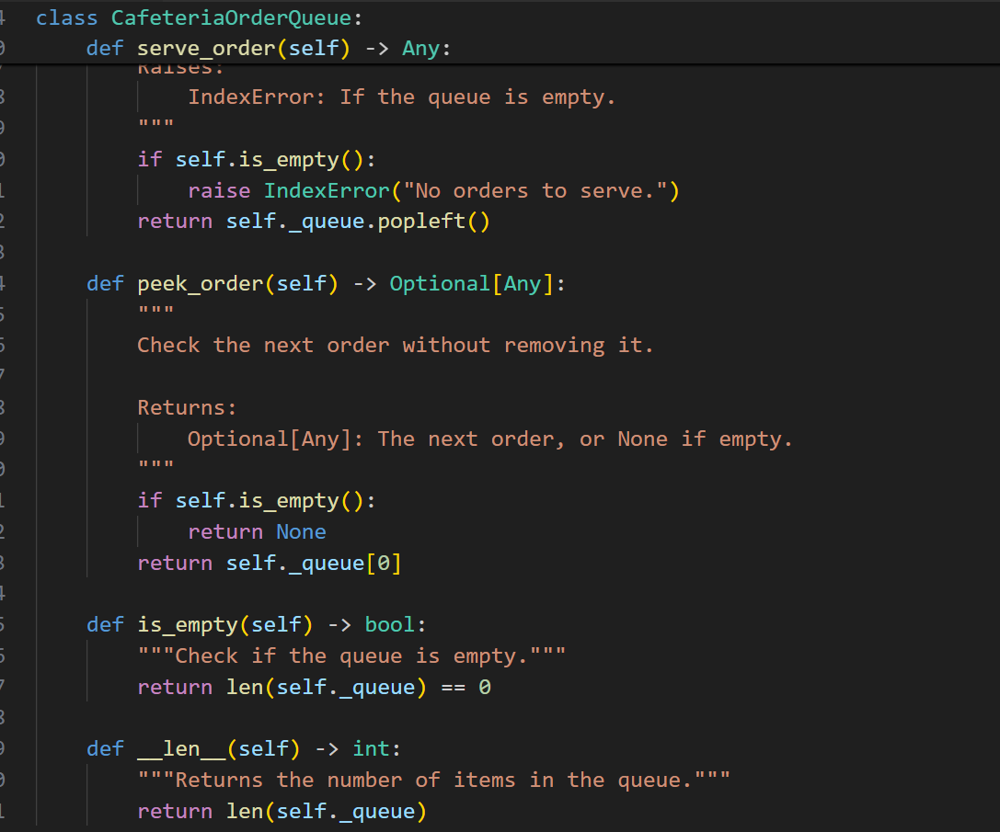 class CafeteriaOrderQueue:
    def serve_order(self) -> Any:
        Raises:
            IndexError: If the queue is empty.
        """
        if self.is_empty():
            raise IndexError("No orders to serve.")
        return self._queue.popleft()

    def peek_order(self) -> Optional[Any]:
        """
        Check the next order without removing it.

        Returns:
            Optional[Any]: The next order, or None if empty.
        """
        if self.is_empty():
            return None
        return self._queue[0]

    def is_empty(self) -> bool:
        """Check if the queue is empty."""
        return len(self._queue) == 0

    def __len__(self) -> int:
        """Returns the number of items in the queue."""
        return len(self._queue)